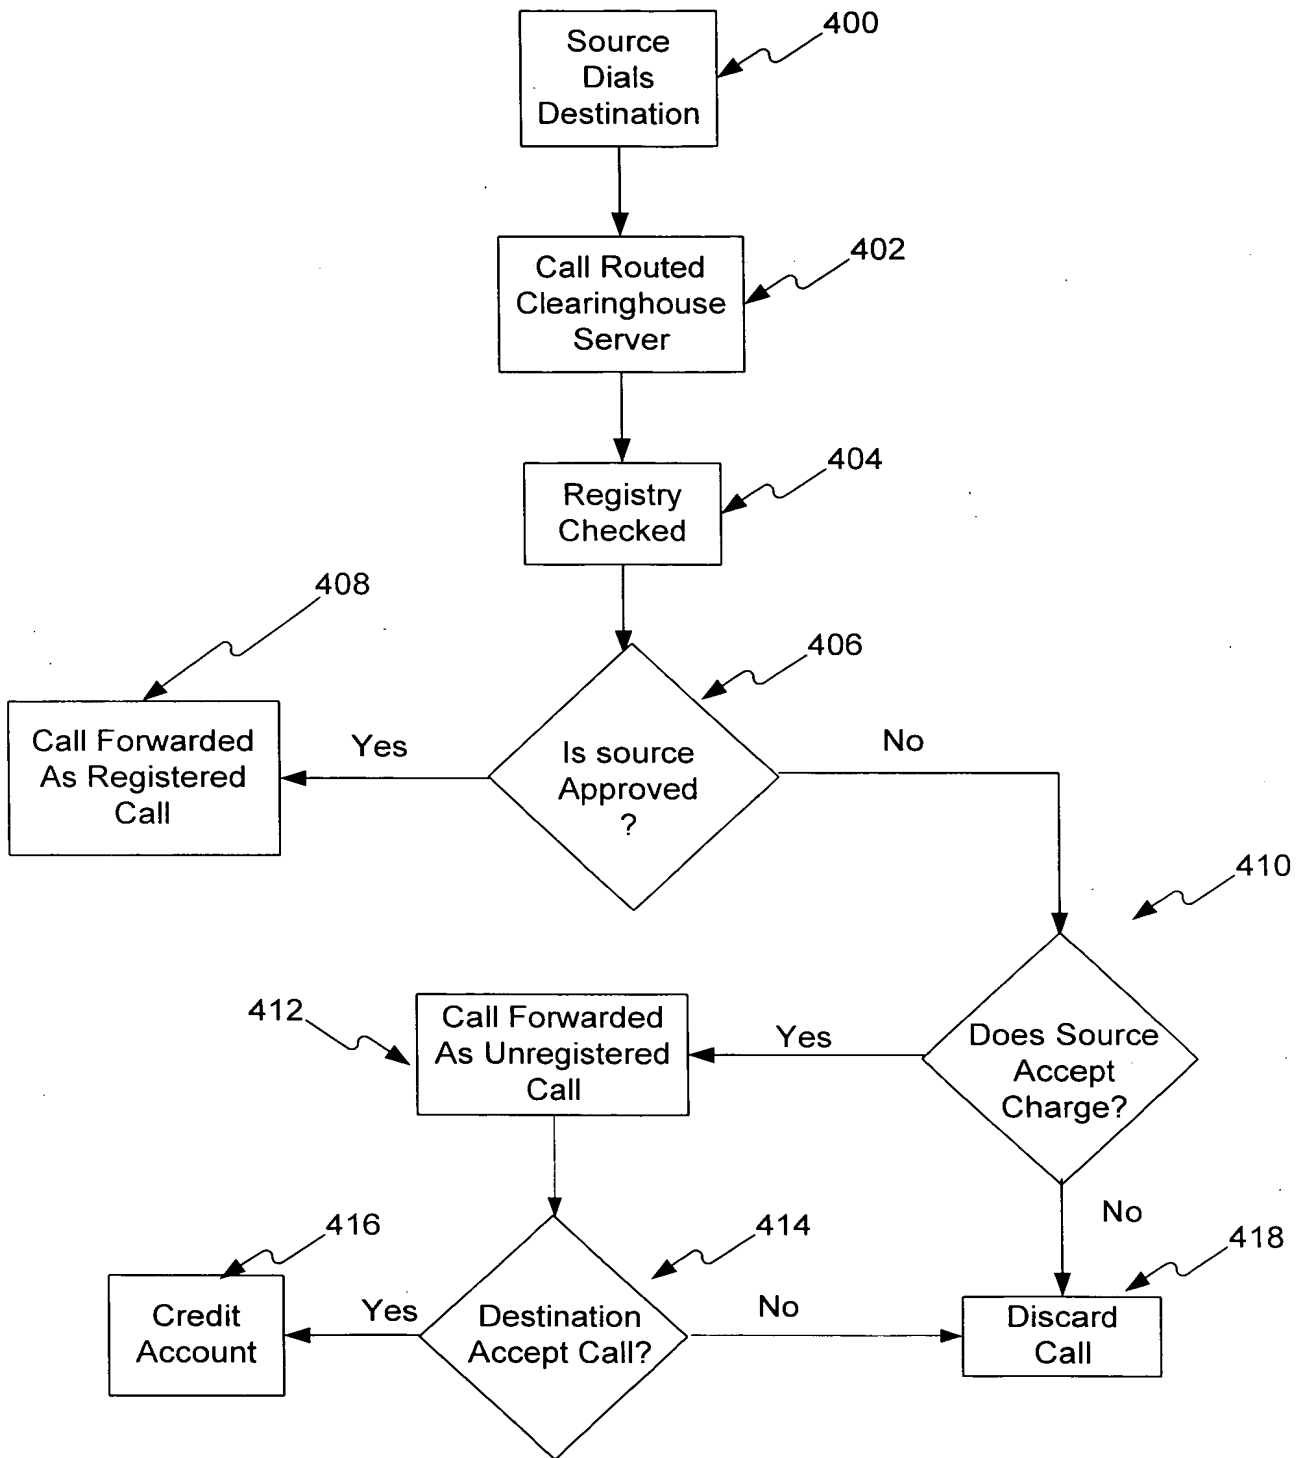 400
Source
Dials
Destination
402
Call Routed
Clearinghouse
Server
404
Registry
Checked
408
406
Call Forwarded
As Registered
Call
Yes
Is source
Approved
?
No
410
412
Call Forwarded
As Unregistered
Call
Yes
Does Source
Accept
Charge?
No
416
414
418
Credit
Account
Yes
Destination
Accept Call?
No
Discard
Call